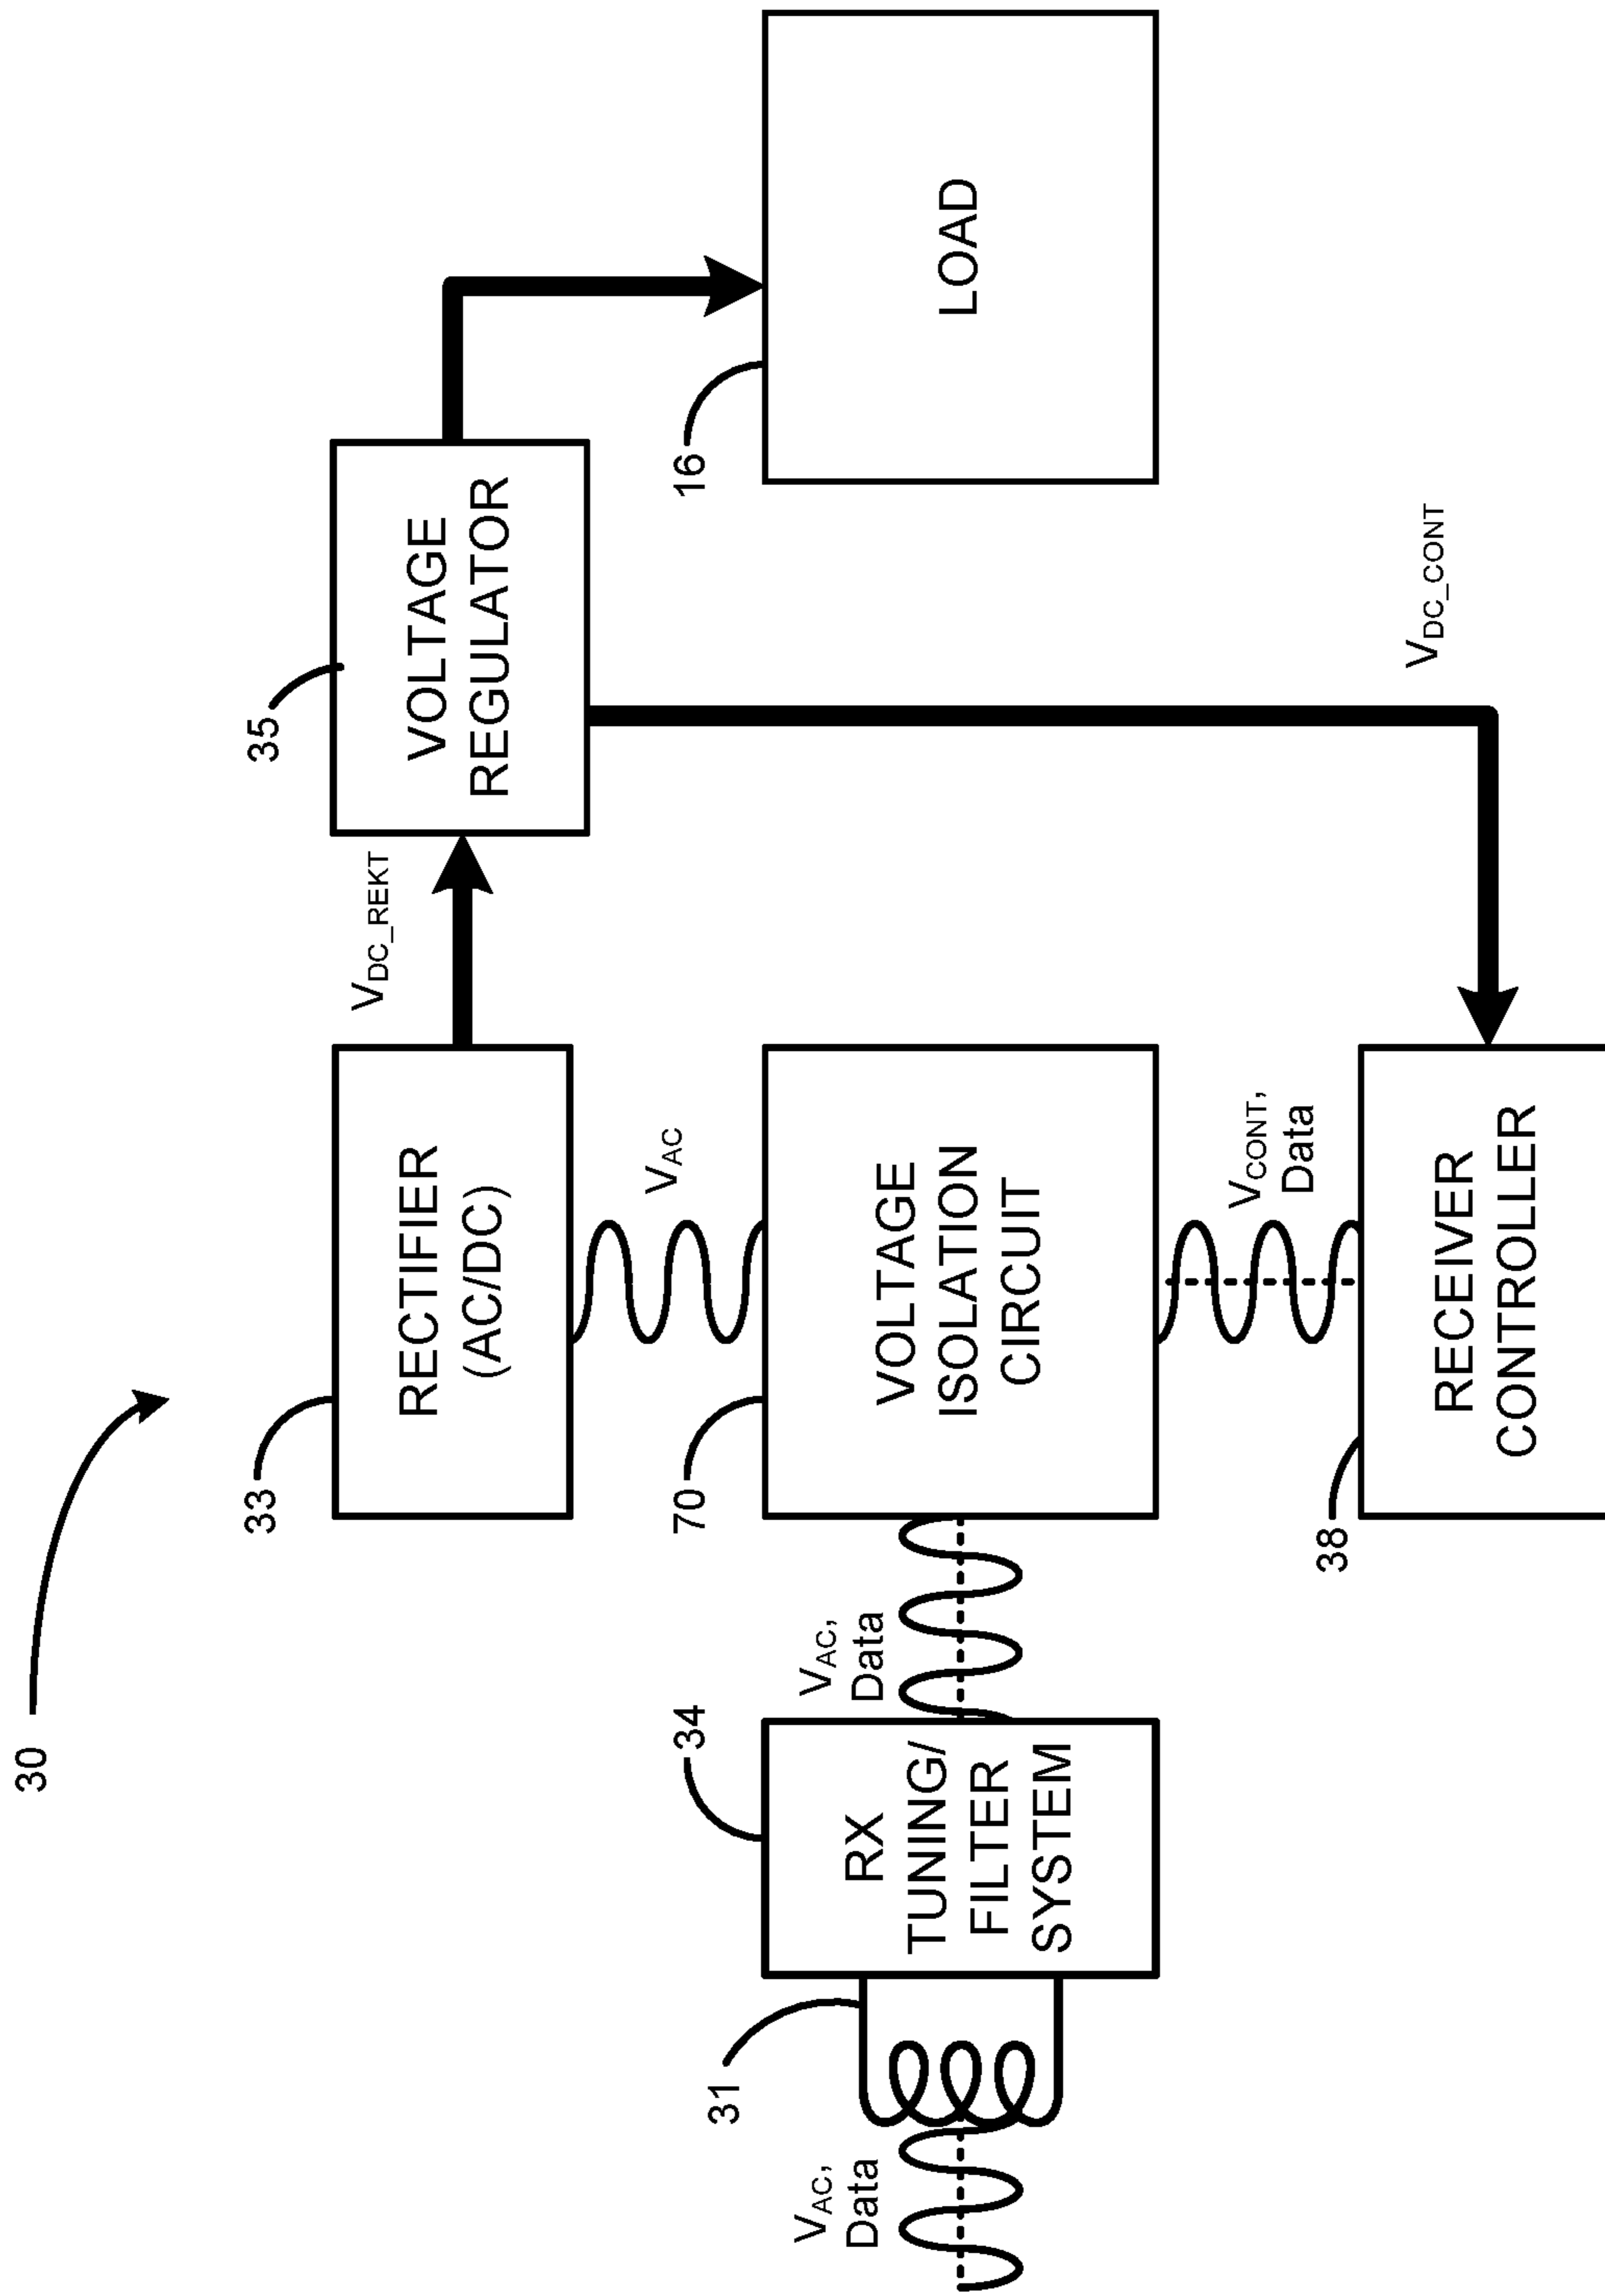 30
33
RECTIFIER
(AC/DC)
V_DC_REKT
35
VOLTAGE
REGULATOR
V_AC
31
34
RX
TUNING/
FILTER
SYSTEM
V_AC,
Data
V_AC,
Data
70
VOLTAGE
ISOLATION
CIRCUIT
16
LOAD
V_CONT,
Data
38
RECEIVER
CONTROLLER
V_DC_CONT